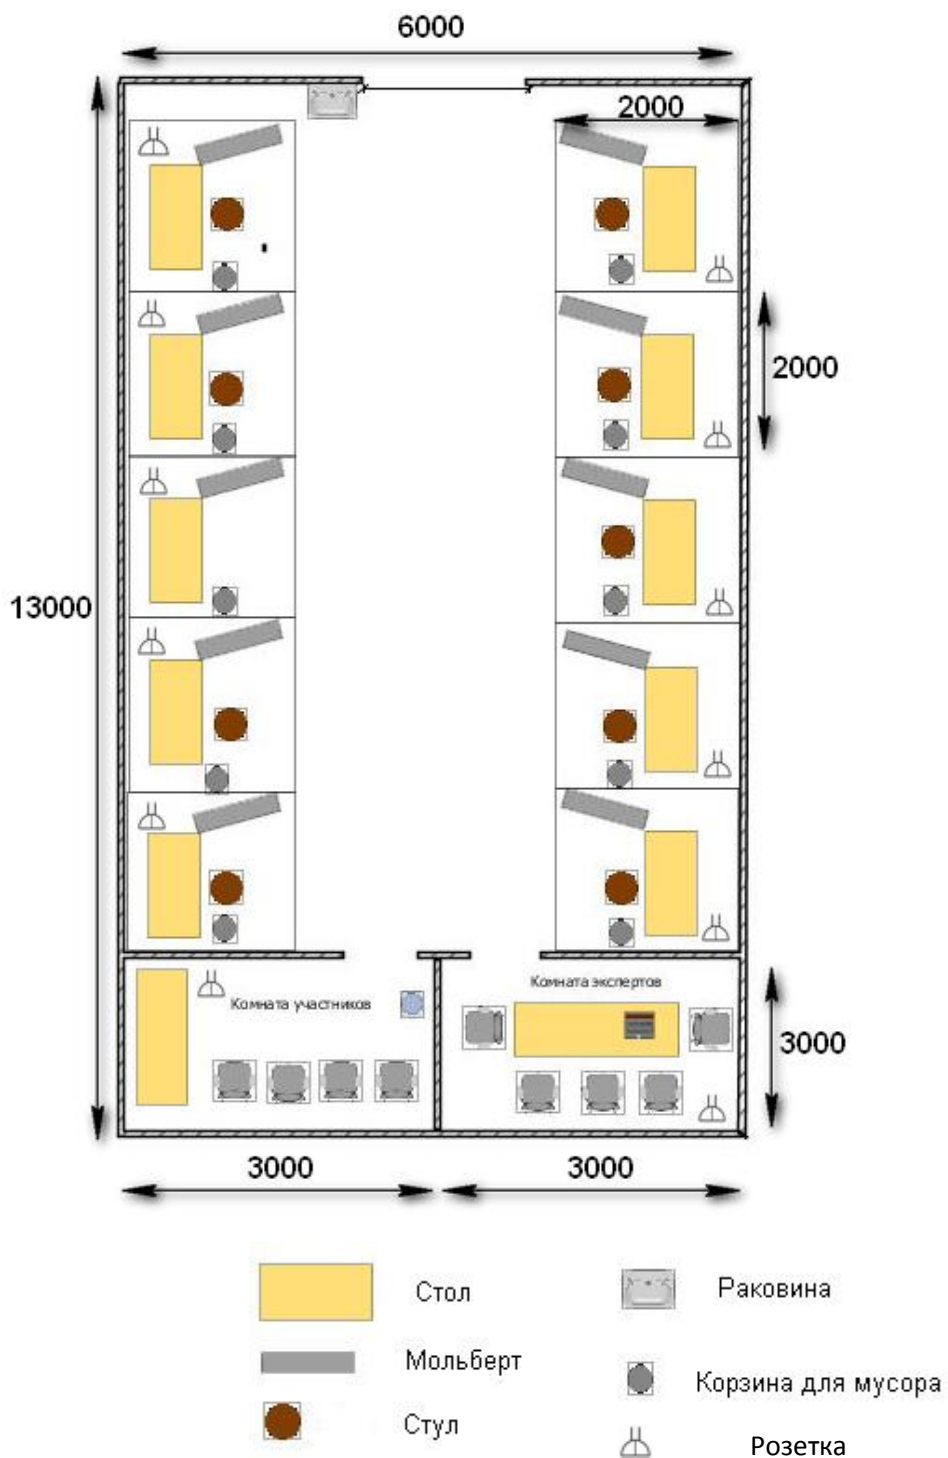 6000
2000
2000
13000
Комната участников
Комната экспертов
3000
3000
3000
Стол
Раковина
Мольберт
Корзина для мусора
Стул
Розетка